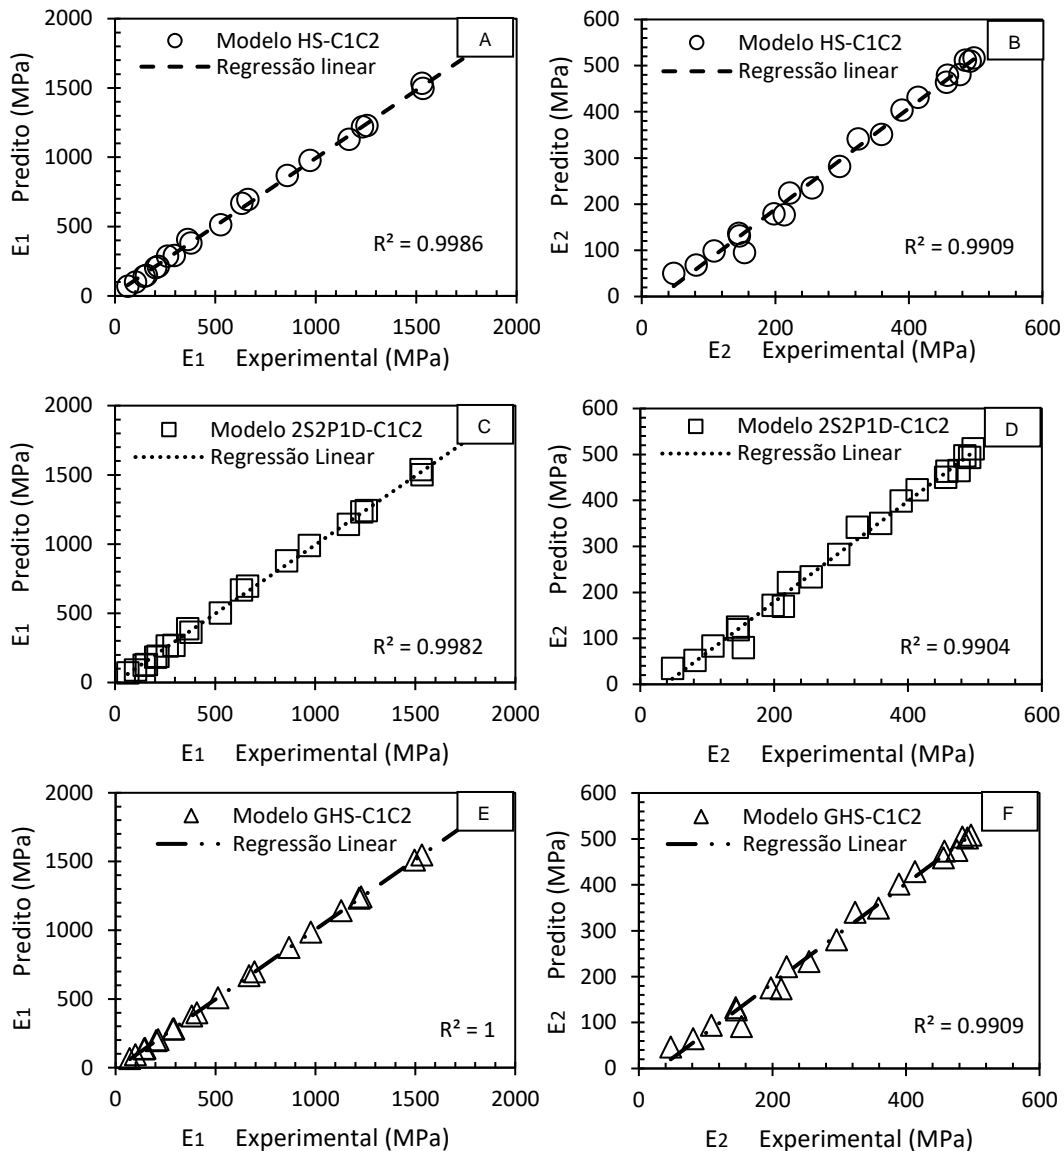 2000
1500
1000
500
0
E1 Predito (MPa)
Modelo HS-C1C2
Regressão linear
A
R² = 0.9986
0 500 1000 1500 2000
E1 Experimental (MPa)
600
500
400
300
200
100
0
E2 Predito (MPa)
Modelo HS-C1C2
Regressão linear
B
R² = 0.9909
0 200 400 600
E2 Experimental (MPa)
2000
1500
1000
500
0
E1 Predito (MPa)
Modelo 2S2P1D-C1C2
Regressão Linear
C
R² = 0.9982
0 500 1000 1500 2000
E1 Experimental (MPa)
600
500
400
300
200
100
0
E2 Predito (MPa)
Modelo 2S2P1D-C1C2
Regressão Linear
D
R² = 0.9904
0 200 400 600
E2 Experimental (MPa)
2000
1500
1000
500
0
E1 Predito (MPa)
Modelo GHS-C1C2
Regressão Linear
E
R² = 1
0 500 1000 1500 2000
E1 Experimental (MPa)
600
500
400
300
200
100
0
E2 Predito (MPa)
Modelo GHS-C1C2
Regressão Linear
F
R² = 0.9909
0 200 400 600
E2 Experimental (MPa)